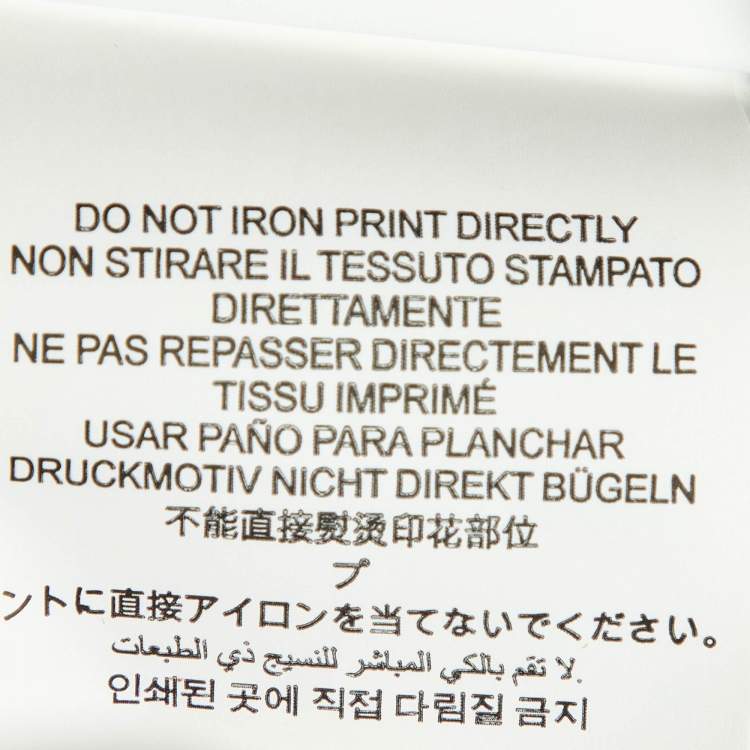 DO NOT IRON PRINT DIRECTLY
NON STIRARE IL TESSUTO STAMPATO
DIRETTAMENTE
NE PAS REPASSER DIRECTEMENT LE
TISSU IMPRIMÉ
USAR PAÑO PARA PLANCHAR
DRUCKMOTIV NICHT DIREKT BÜGELN
不能直接熨烫印花部位
プ
ントに直接アイロンを当てないでください。
لا تقم بالكي المباشر للنسيج ذي الطبعات.
인쇄된 곳에 직접 다림질 금지